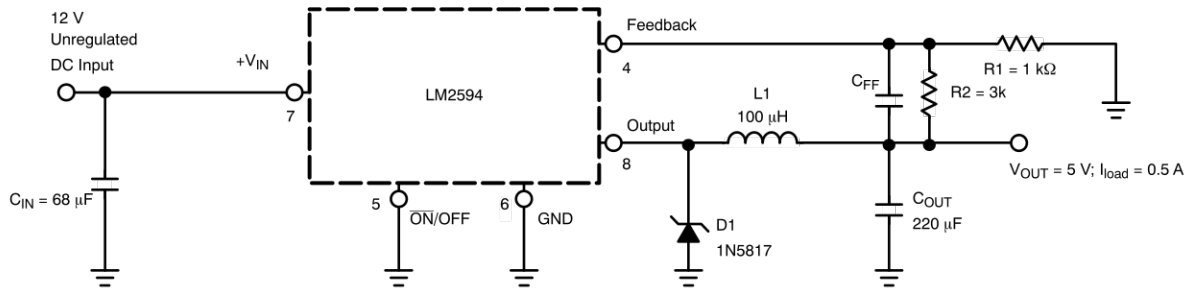 12 V
Unregulated
DC Input
+V_IN
7
LM2594
Feedback
4
Output
8
5
ON/OFF
6
GND
C_IN = 68 μF
L1
100 μH
C_FF
R2 = 3k
R1 = 1 kΩ
D1
1N5817
C_OUT
220 μF
V_OUT = 5 V; I_load = 0.5 A